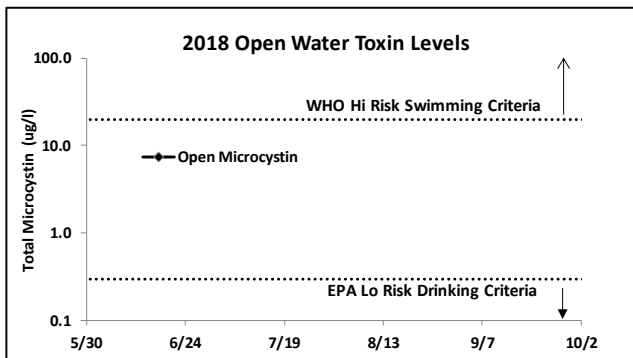 2018 Open Water Toxin Levels
Total Microcystin (ug/l)
100.0
10.0
1.0
0.1
WHO Hi Risk Swimming Criteria
Open Microcystin
EPA Lo Risk Drinking Criteria
5/30 6/24 7/19 8/13 9/7 10/2